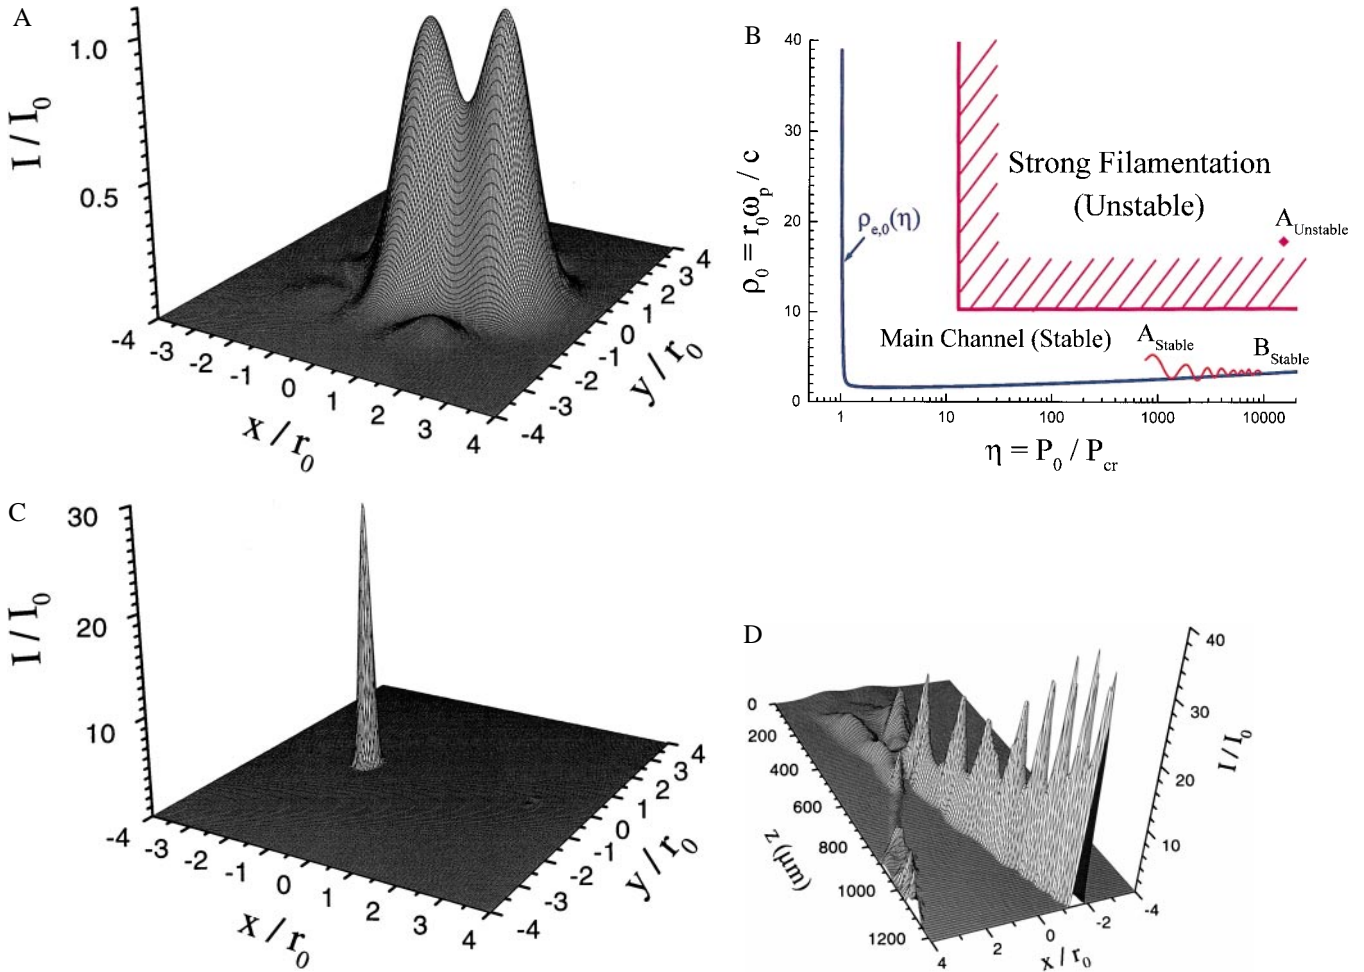 A
I / I0
1.0
0.5
-4 -3 -2 -1 0 1 2 3 4
x / r0
-4 -3 -2 -1 0 1 2 3 4
y / r0
B
ρ0 = r0ωp / c
40
30
20
10
0
ρe,0(η)
Strong Filamentation
(Unstable)
AUnstable
Main Channel (Stable)
AStable
BStable
1 10 100 1000 10000
η = P0 / Pcr
C
I / I0
30
20
10
-4 -3 -2 -1 0 1 2 3 4
x / r0
-4 -3 -2 -1 0 1 2 3 4
y / r0
D
0
200
400
600
800
1000
1200
z (μm)
4 2 0 -2 -4
x / r0
40
30
20
10
I / I0